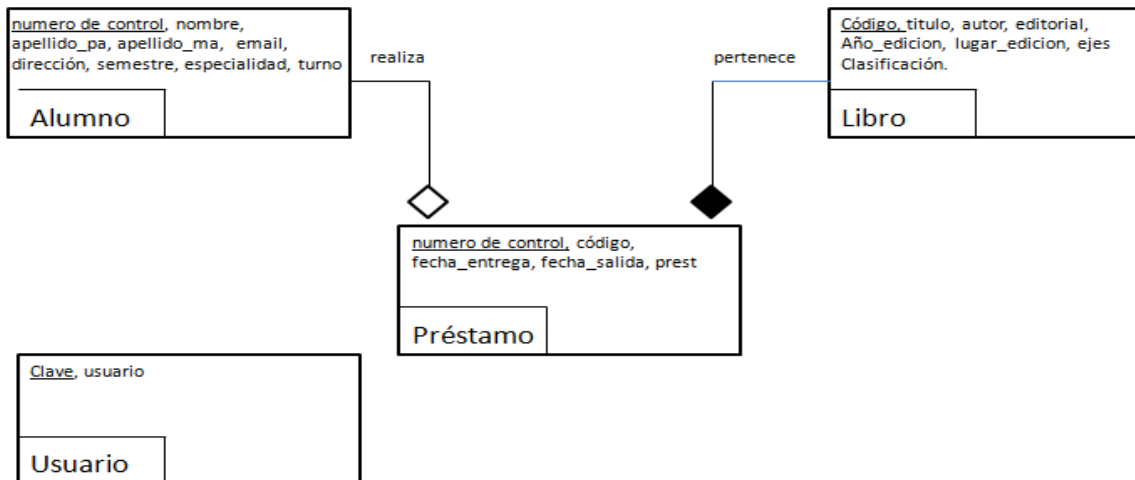 numero de control, nombre,
apellido_pa, apellido_ma, email,
dirección, semestre, especialidad, turno
Alumno
realiza
pertenece
Código, titulo, autor, editorial,
Año_edicion, lugar_edicion, ejes
Clasificación.
Libro
numero de control, código,
fecha_entrega, fecha_salida, prest
Préstamo
Clave, usuario
Usuario